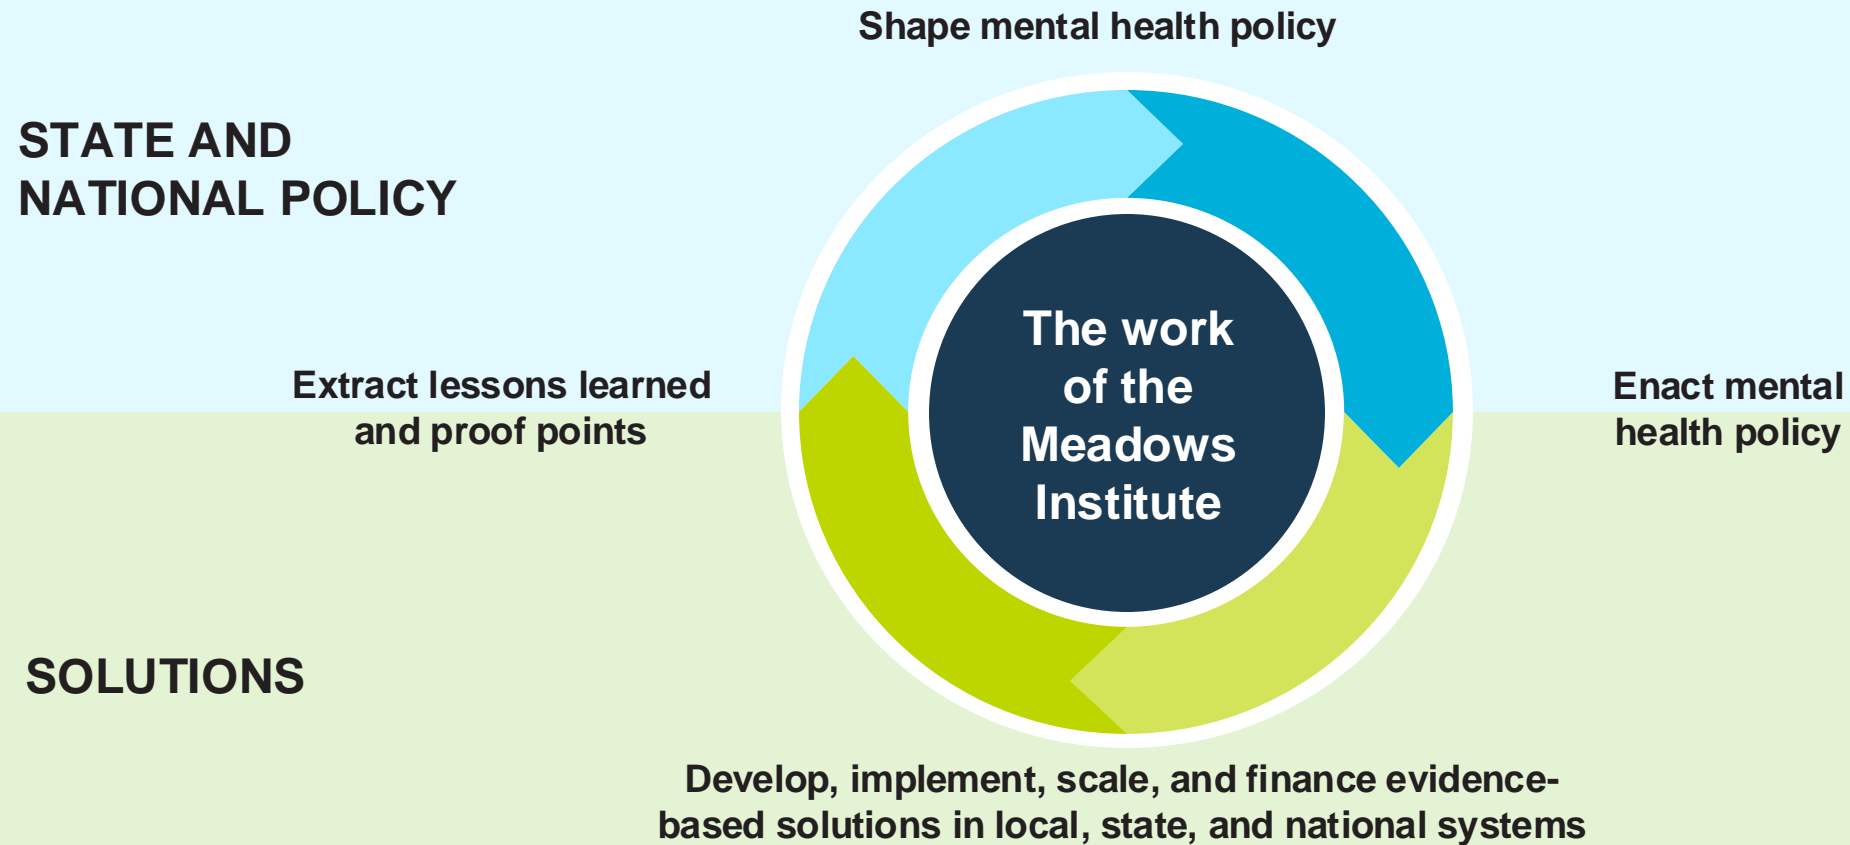 Shape mental health policy
STATE AND
NATIONAL POLICY
The work
of the
Meadows
Institute
Extract lessons learned
and proof points
Enact mental
health policy
SOLUTIONS
Develop, implement, scale, and finance evidence-
based solutions in local, state, and national systems